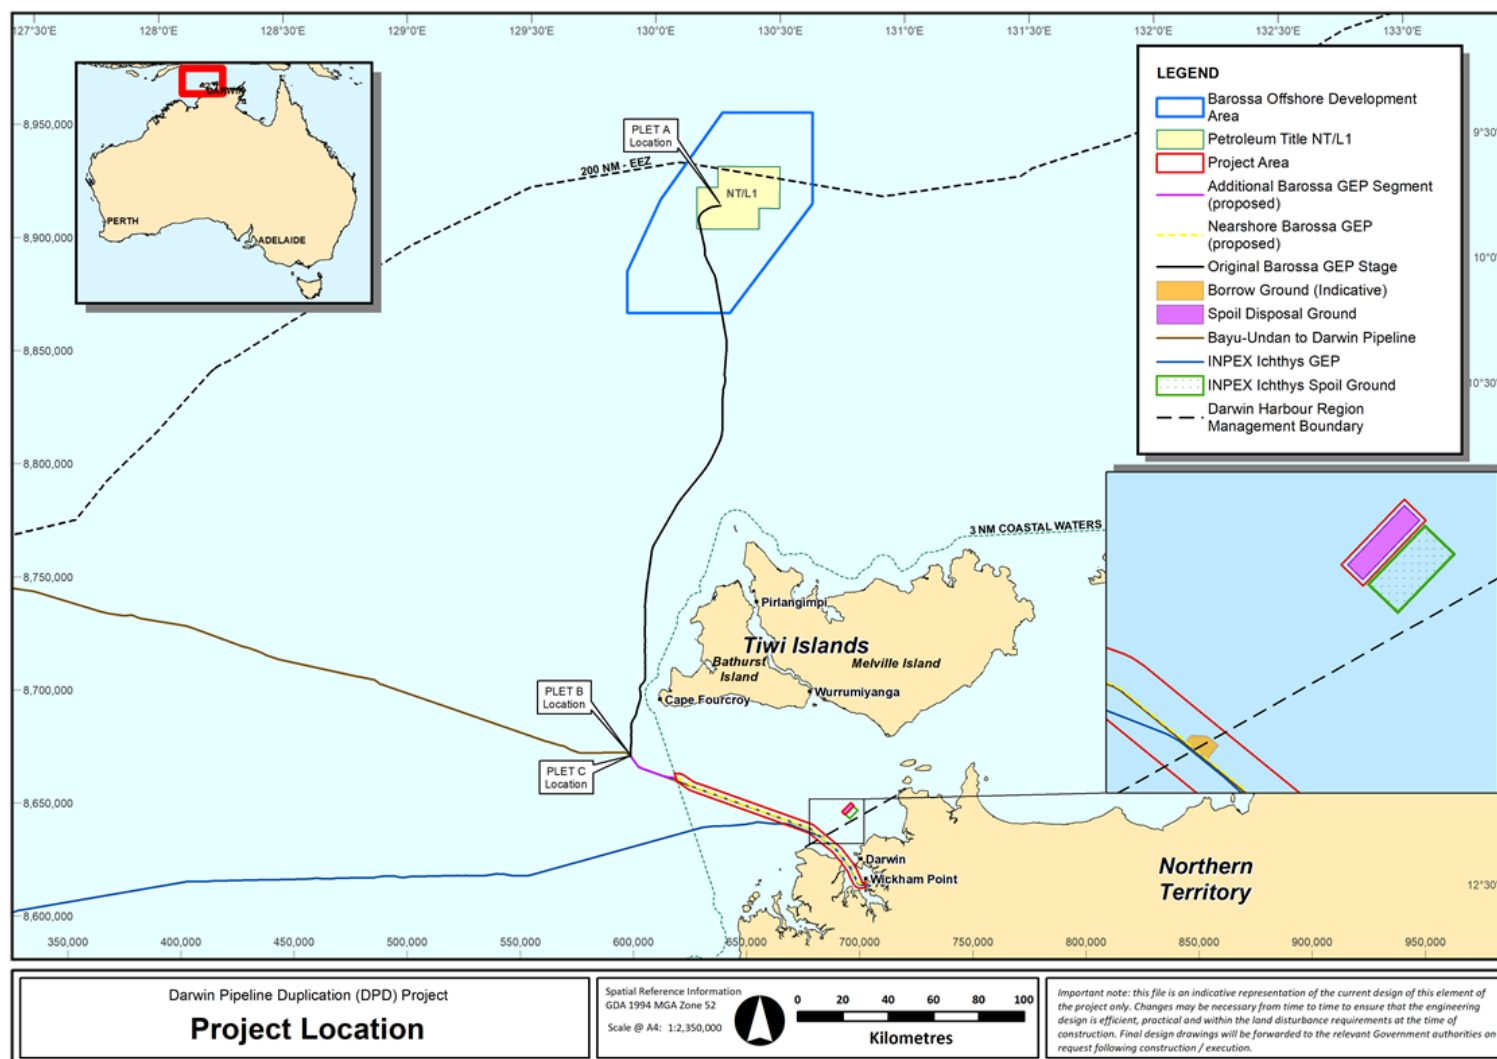 127°30'E 128°0'E 128°30'E 129°0'E 129°30'E 130°0'E 130°30'E 131°0'E 131°30'E 132°0'E 132°30'E 133°0'E
DARWIN
PERTH
ADELAIDE
LEGEND
Barossa Offshore Development
Area
Petroleum Title NT/L1
Project Area
Additional Barossa GEP Segment
(proposed)
Nearshore Barossa GEP
(proposed)
Original Barossa GEP Stage
Borrow Ground (Indicative)
Spoil Disposal Ground
Bayu-Undan to Darwin Pipeline
INPEX Ichthys GEP
INPEX Ichthys Spoil Ground
Darwin Harbour Region
Management Boundary
8,950,000
8,900,000
8,850,000
8,800,000
8,750,000
8,700,000
8,650,000
8,600,000
9°30'
10°0'
10°30'
12°30'
PLET A
Location
200 NM - EEZ
NT/L1
3 NM COASTAL WATERS
Pirlangimpi
Tiwi Islands
Bathurst
Island
Melville Island
Wurrumiyanga
Cape Fourcroy
PLET B
Location
PLET C
Location
Darwin
Wickham Point
Northern
Territory
350,000 400,000 450,000 500,000 550,000 600,000 650,000 700,000 750,000 800,000 850,000 900,000 950,000
Darwin Pipeline Duplication (DPD) Project
Project Location
Spatial Reference Information
GDA 1994 MGA Zone 52
Scale @ A4: 1:2,350,000
0 20 40 60 80 100
Kilometres
Important note: this file is an indicative representation of the current design of this element of
the project only. Changes may be necessary from time to time to ensure that the engineering
design is efficient, practical and within the land disturbance requirements at the time of
construction. Final design drawings will be forwarded to the relevant Government authorities on
request following construction / execution.